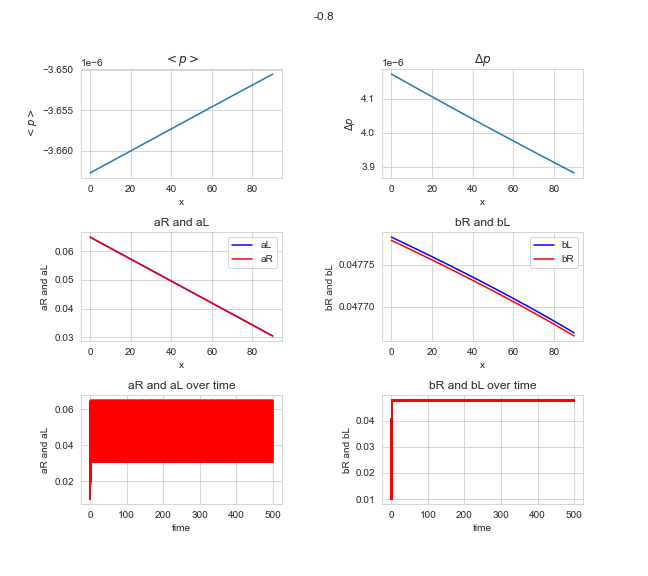 -0.8
< p >
Δp
1e−6
1e−6
−3.650
−3.655
−3.660
< p >
0 20 40 60 80
x
4.1
4.0
3.9
Δp
0 20 40 60 80
x
aR and aL
bR and bL
0.06
0.05
0.04
0.03
aR and aL
aL
aR
0 20 40 60 80
x
0.04775
0.04770
bR and bL
bL
bR
0 20 40 60 80
x
aR and aL over time
bR and bL over time
0.06
0.04
0.02
aR and aL
0 100 200 300 400 500
time
0.04
0.03
0.02
0.01
bR and bL
0 100 200 300 400 500
time